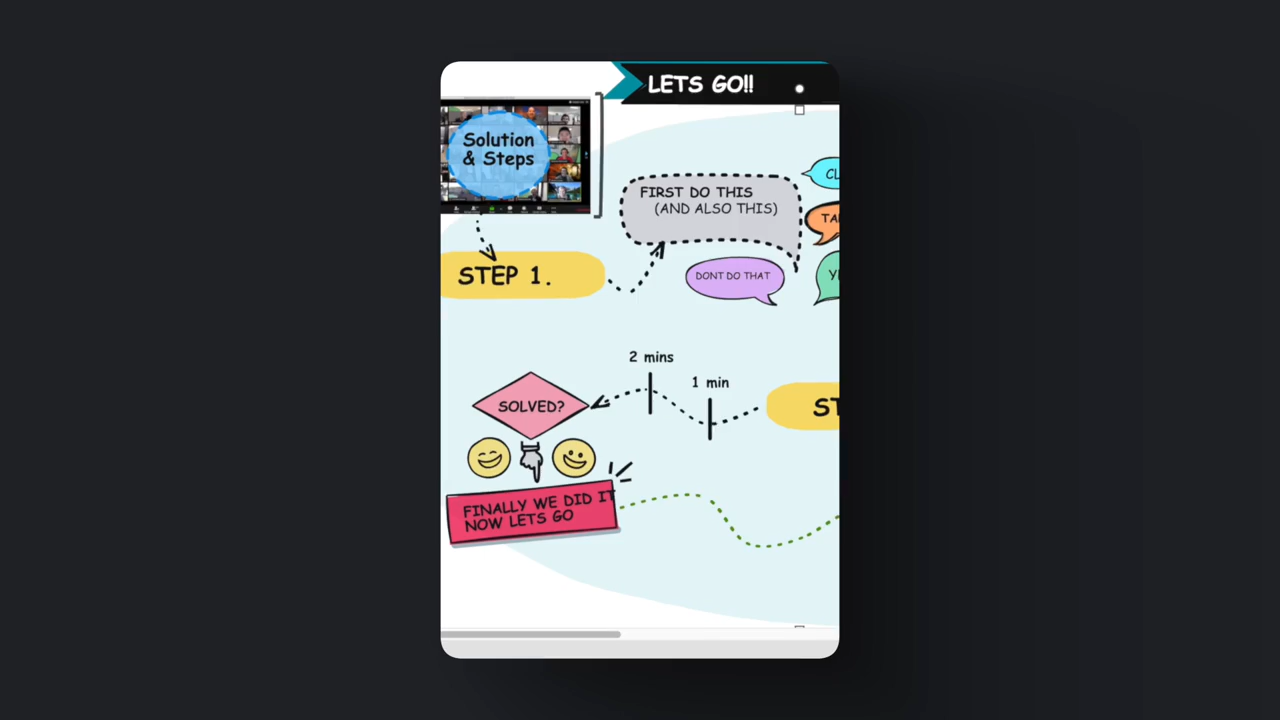 LETS GO!!
Solution
& Steps
FIRST DO THIS
(AND ALSO THIS)
DONT DO THAT
STEP 1.
2 mins
1 min
SOLVED?
FINALLY WE DID IT
NOW LETS GO